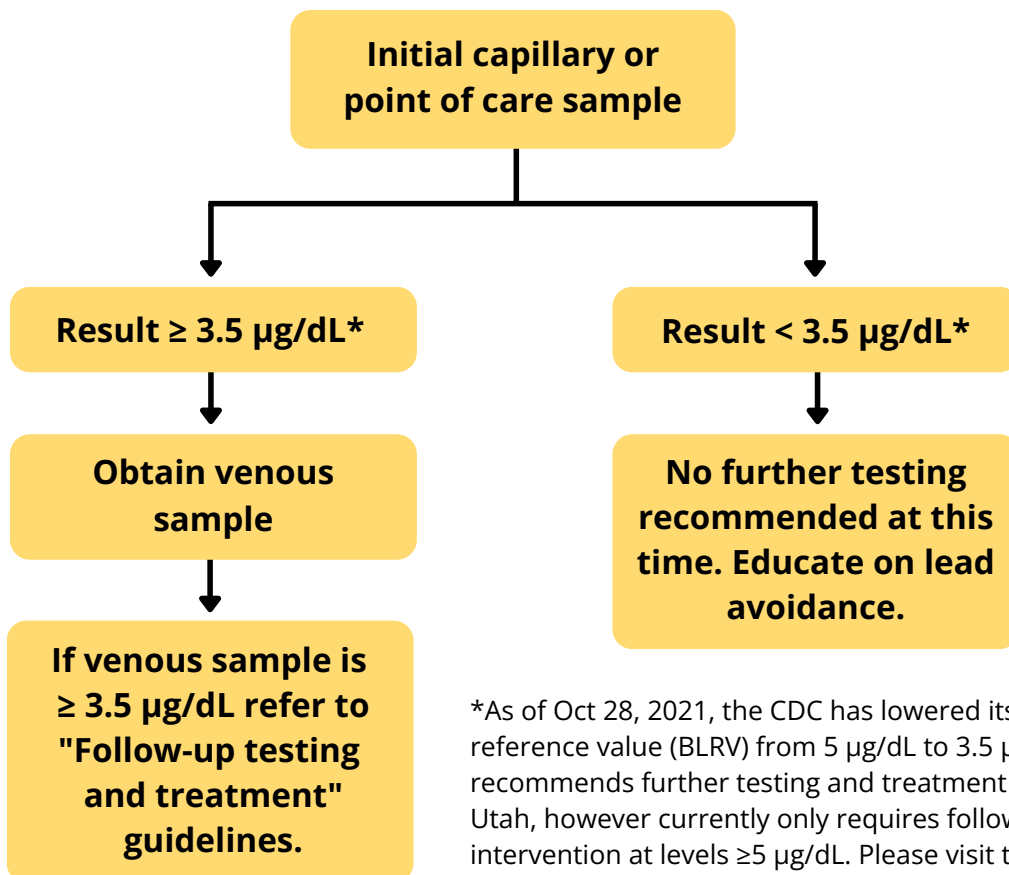 Initial capillary or
point of care sample
Result ≥ 3.5 µg/dL*
Result < 3.5 µg/dL*
Obtain venous
sample
No further testing
recommended at this
time. Educate on lead
avoidance.
If venous sample is
≥ 3.5 µg/dL refer to
"Follow-up testing
and treatment"
guidelines.
*As of Oct 28, 2021, the CDC has lowered its
reference value (BLRV) from 5 µg/dL to 3.5
recommends further testing and treatment
Utah, however currently only requires
intervention at levels ≥5 µg/dL. Please visit